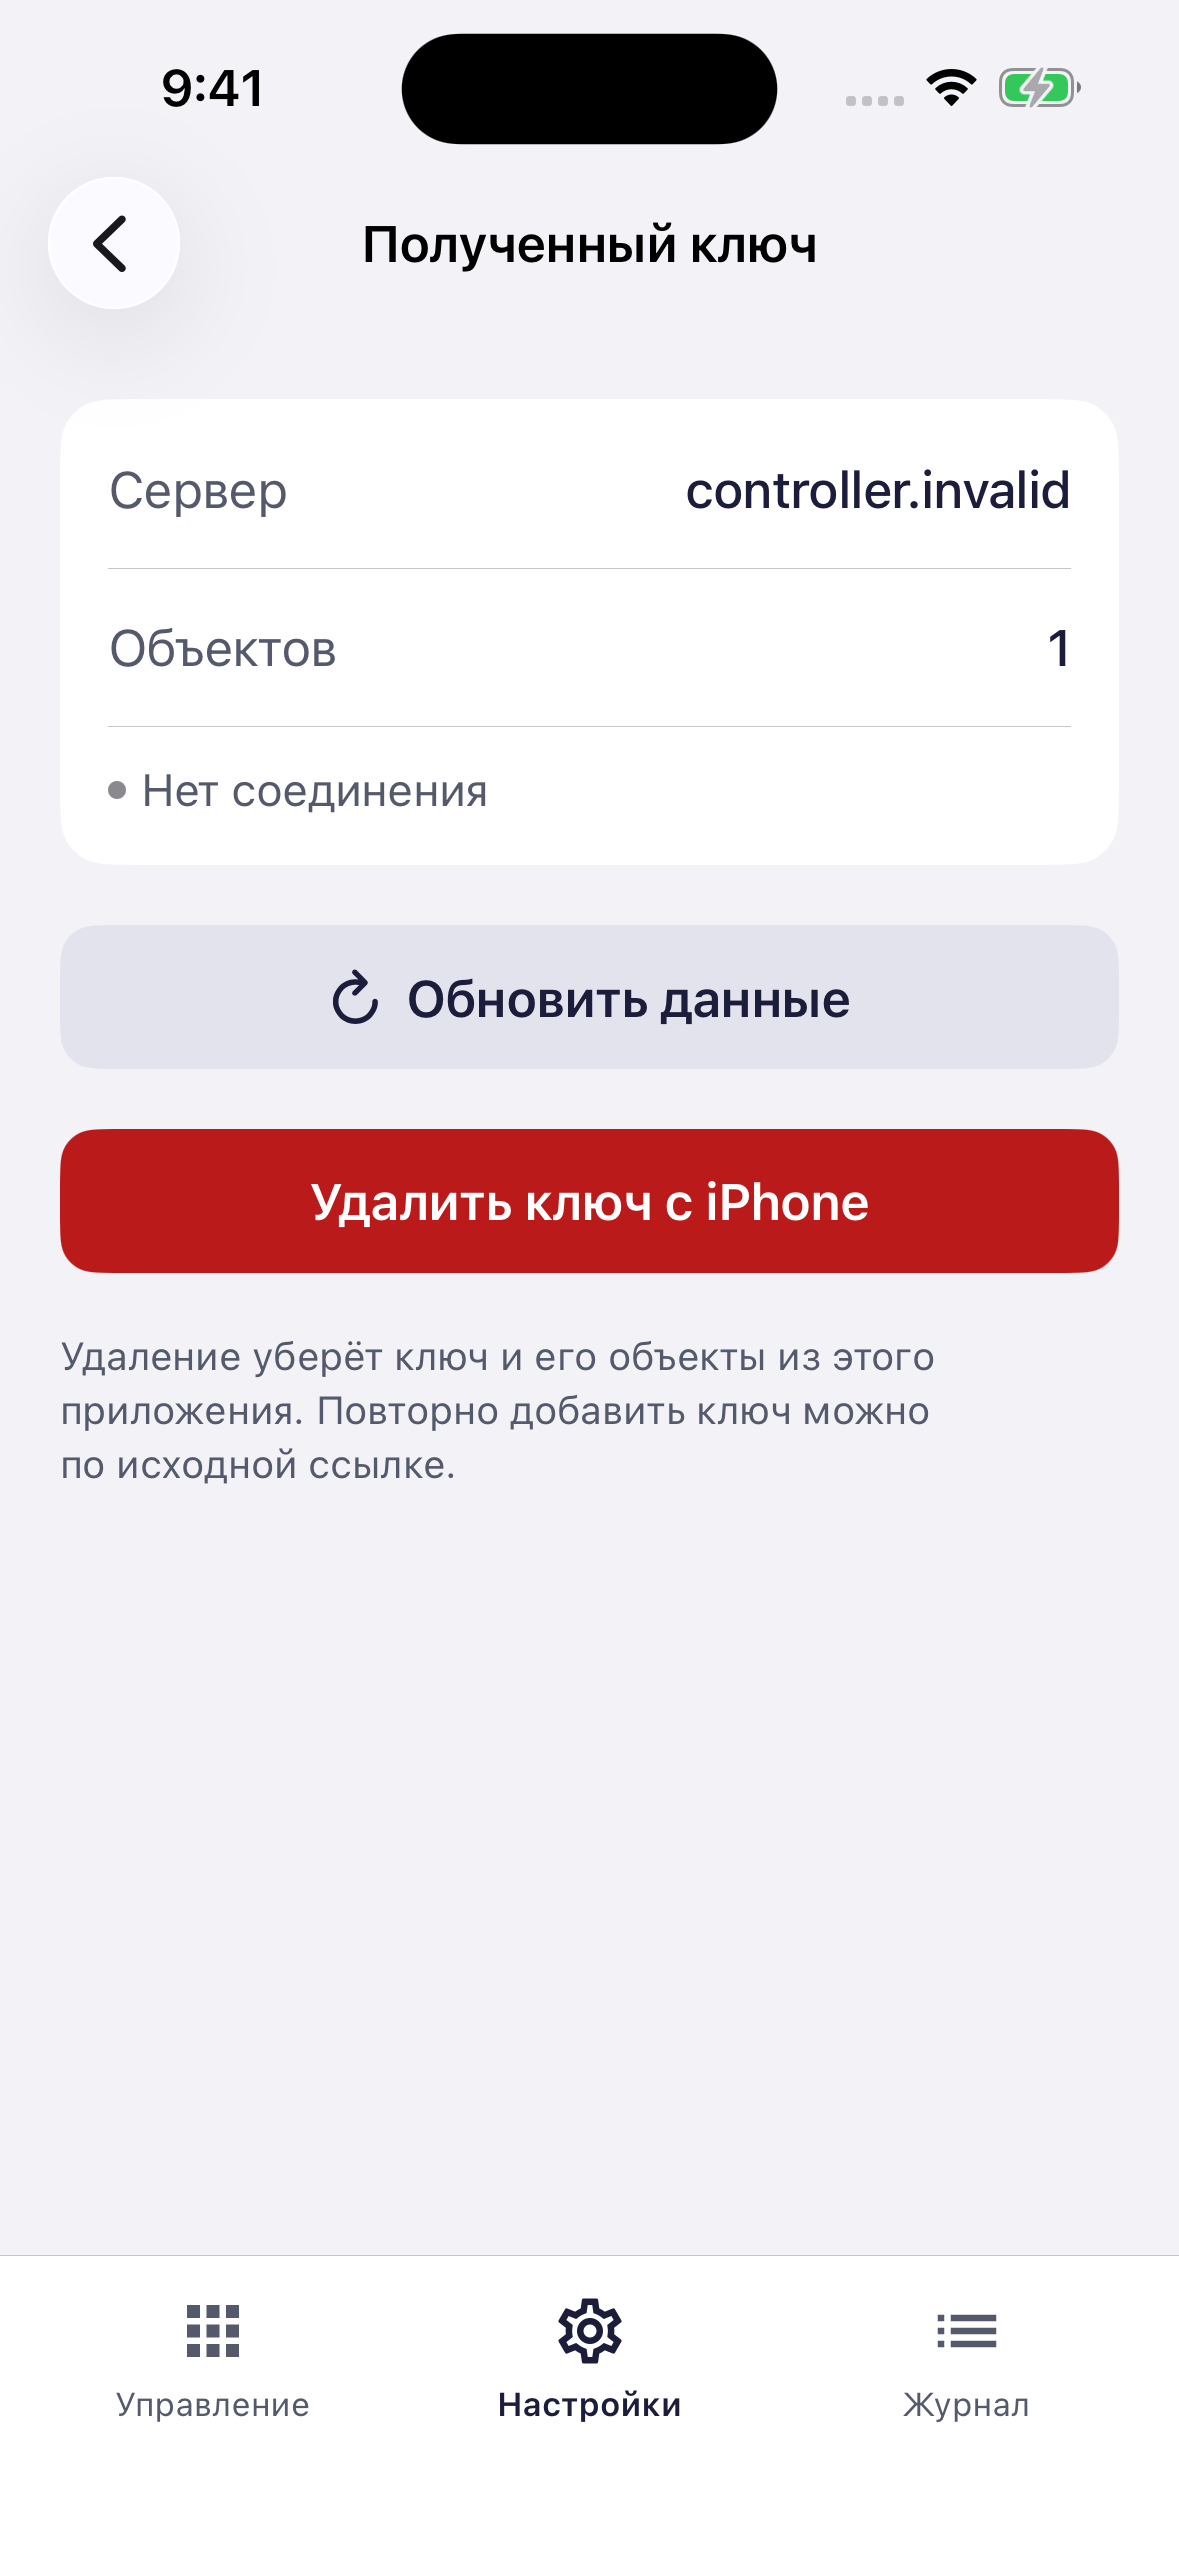 9:41
Полученный ключ
Сервер controller.invalid
Объектов 1
Нет соединения
Обновить данные
Удалить ключ с iPhone
Удаление уберёт ключ и его объекты из этого
приложения. Повторно добавить ключ можно
по исходной ссылке.
Управление Настройки Журнал